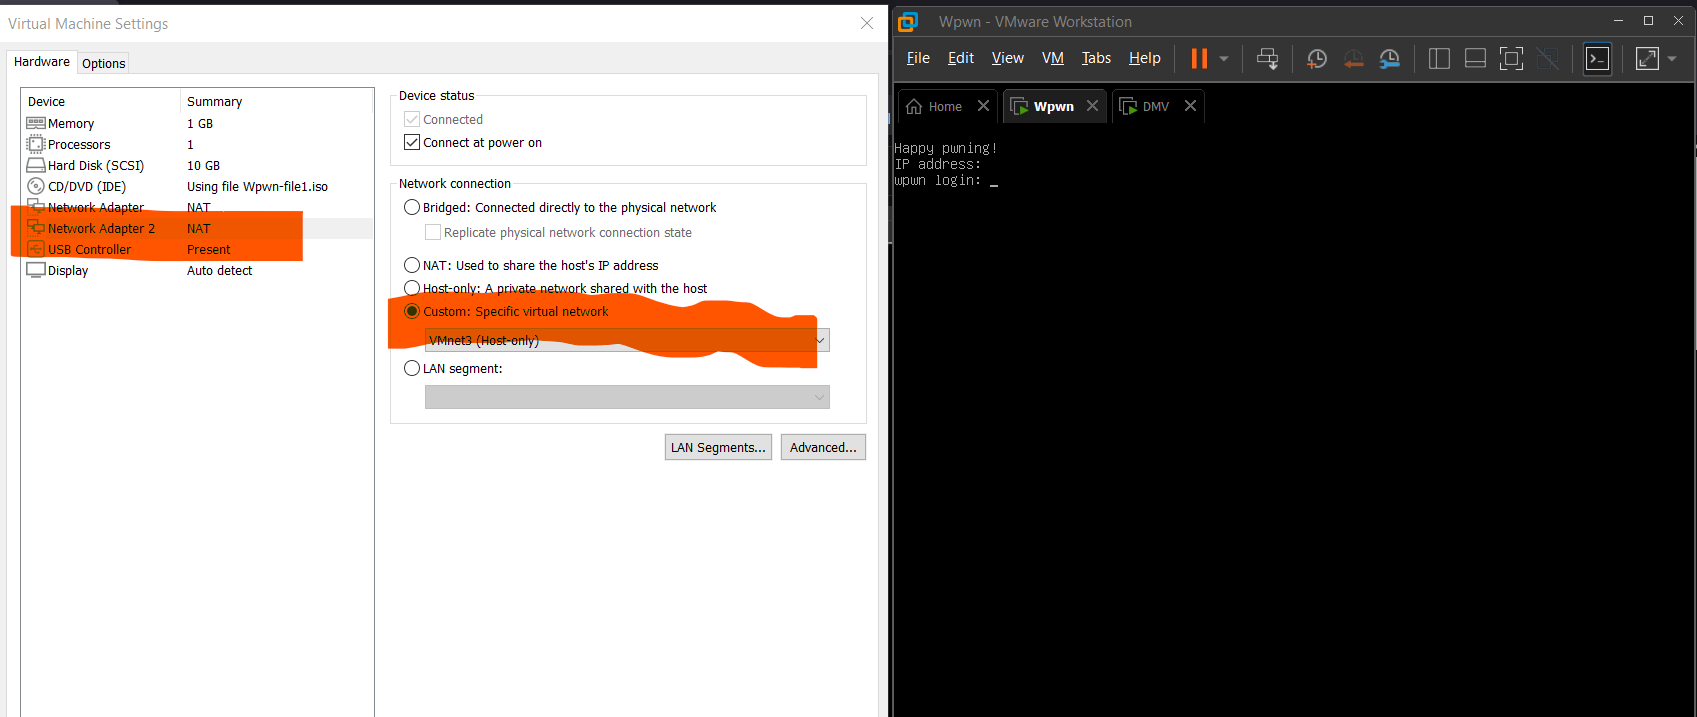 Virtual Machine Settings
Hardware
Options
Device Summary
Memory 1 GB
Processors 1
Hard Disk (SCSI) 10 GB
CD/DVD (IDE) Using file Wpwn-file1.iso
Network Adapter NAT
Network Adapter 2 NAT
USB Controller Present
Display Auto detect
Device status
Connected
Connect at power on
Network connection
Bridged: Connected directly to the physical network
Replicate physical network connection state
NAT: Used to share the host's IP address
Host-only: A private network shared with the host
Custom: Specific virtual network
VMnet3 (Host-only)
LAN segment:
LAN Segments... Advanced...
Wpwn - VMware Workstation
File Edit View VM Tabs Help
Home Wpwn DMV
Happy pwning!
IP address:
wpwn login: _